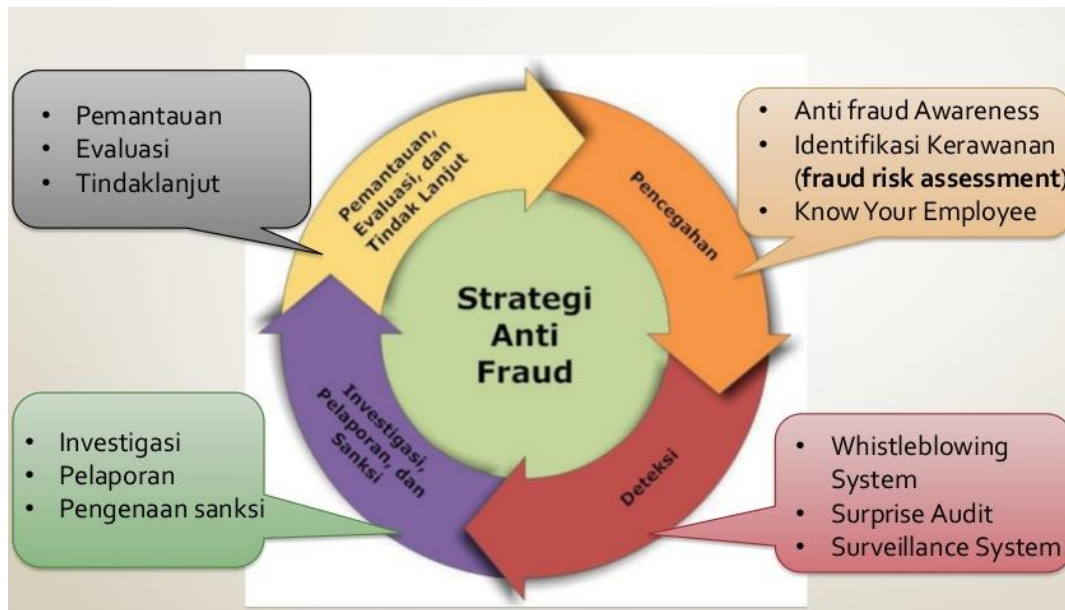 • Pemantauan
• Evaluasi
• Tindaklanjut
• Anti fraud Awareness
• Identifikasi Kerawanan
(fraud risk assessment)
• Know Your Employee
Pemantauan,
Evaluasi, dan
Tindak Lanjut
Pencegahan
Strategi
Anti
Fraud
Investigasi,
Pelaporan, dan
Sanksi
Deteksi
• Investigasi
• Pelaporan
• Pengenaan sanksi
• Whistleblowing
System
• Surprise Audit
• Surveillance System